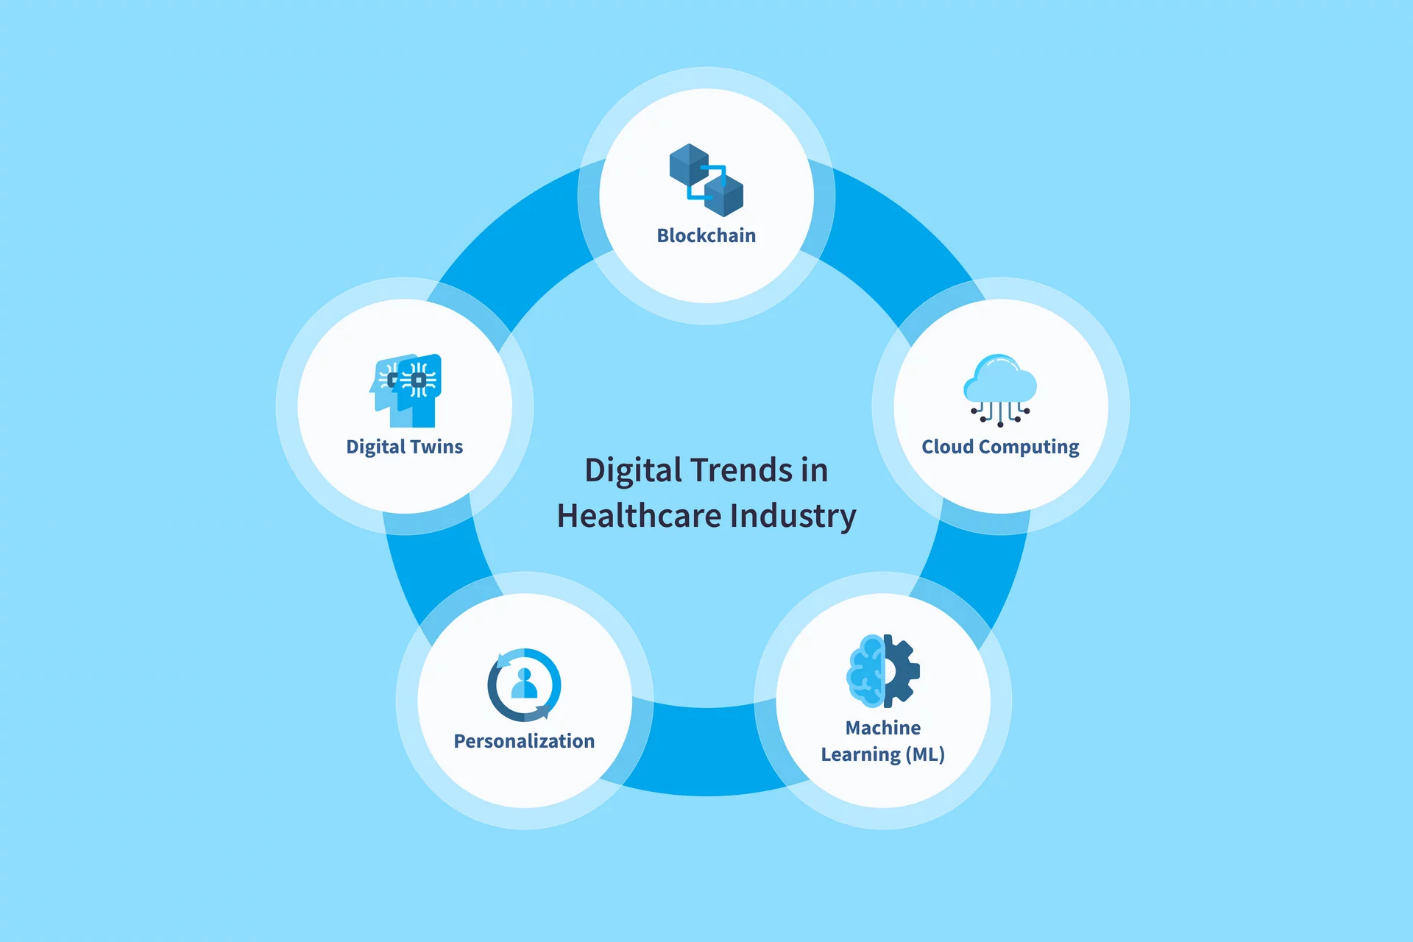 Blockchain
Digital Twins
Cloud Computing
Digital Trends in
Healthcare Industry
Personalization
Machine
Learning (ML)